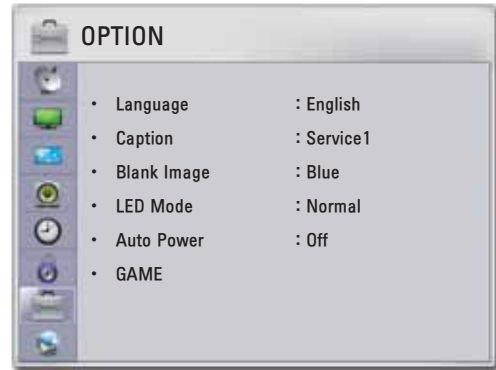 OPTION
• Language : English
• Caption : Service1
• Blank Image : Blue
• LED Mode : Normal
• Auto Power : Off
• GAME